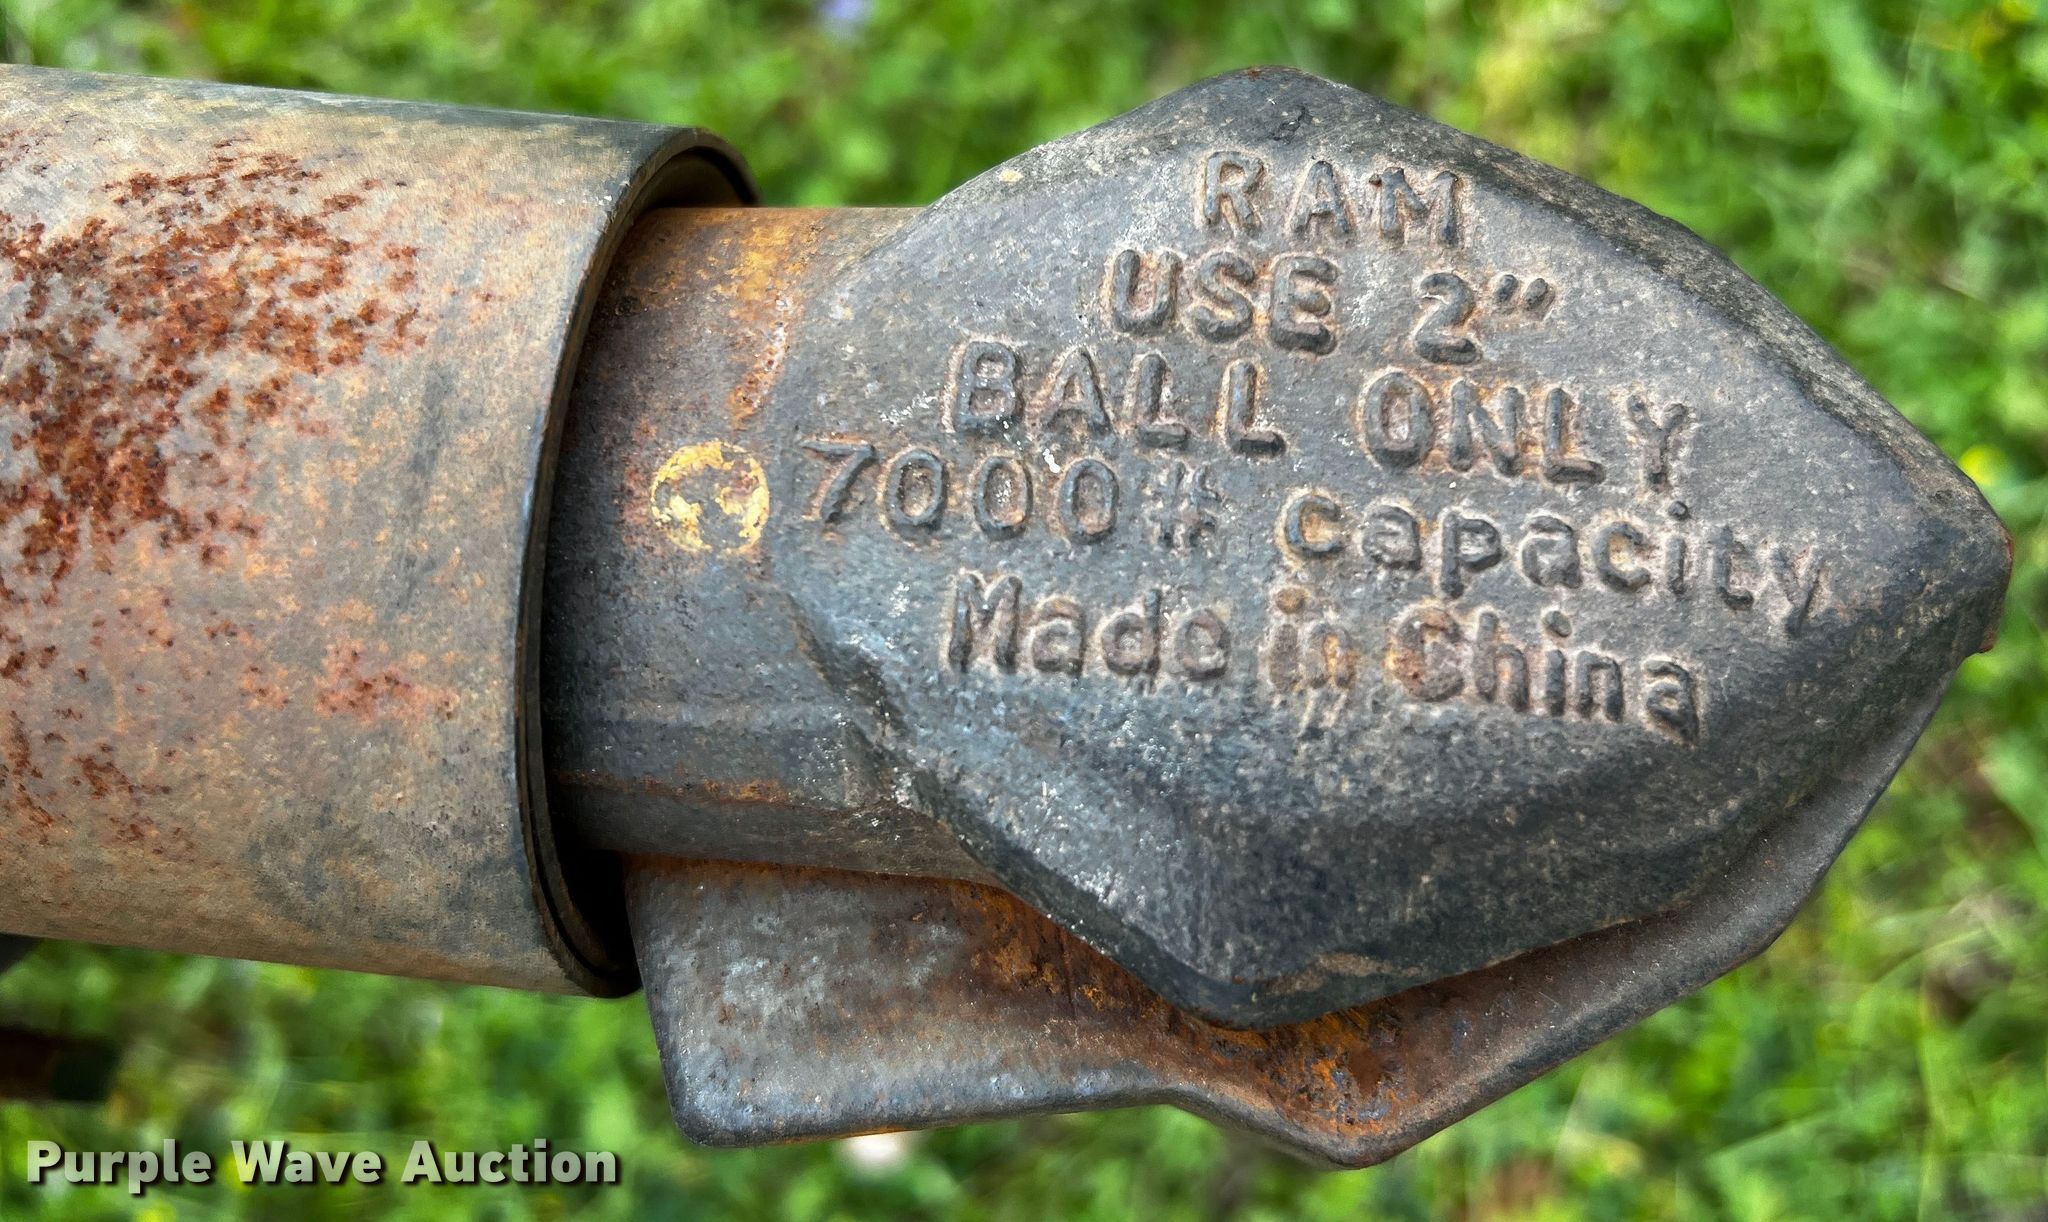 RAM
USE 2"
BALL ONLY
7000# capacity
Made in China
Purple Wave Auction